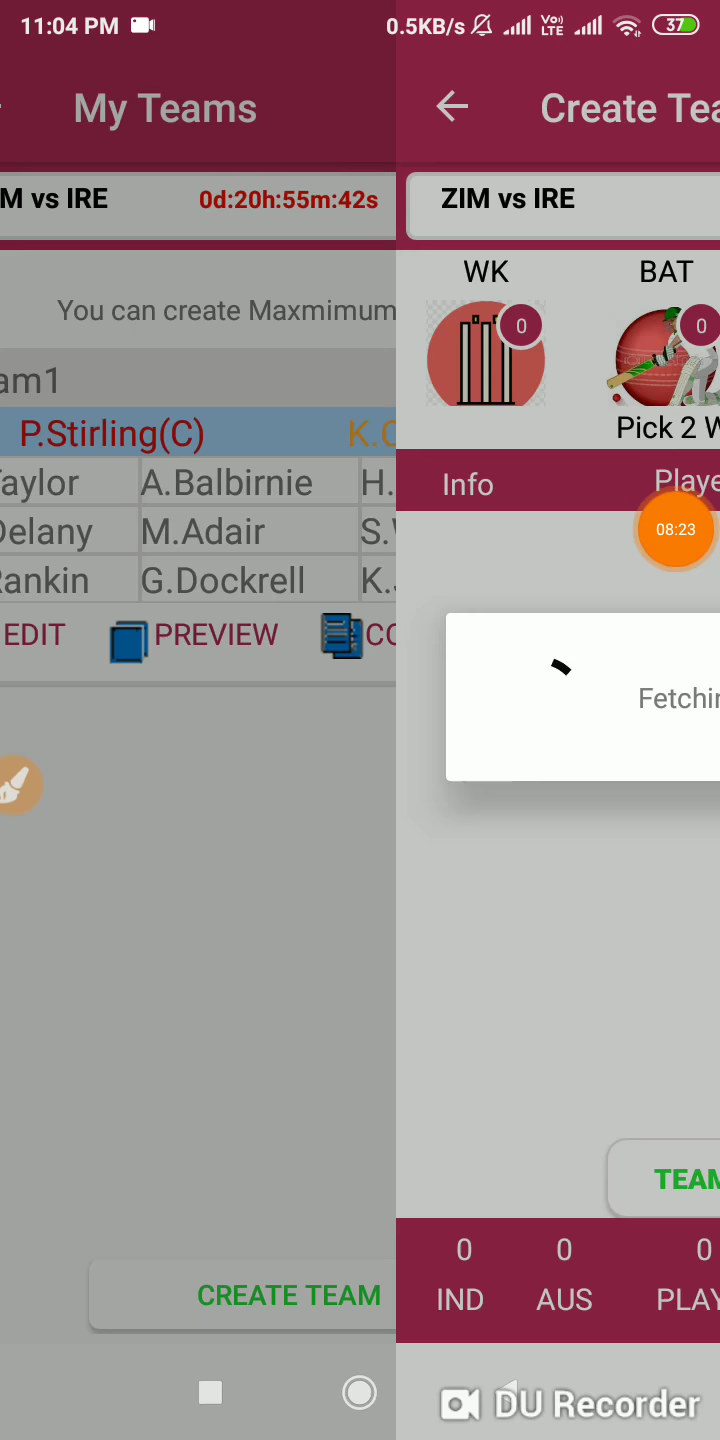 11:04 PM 0.5KB/s Vo) LTE 37
My Teams
M vs IRE 0d:20h:55m:42s
You can create Maxmimum
am1
P.Stirling(C) K.
aylor A.Balbirnie H.
Delany M.Adair S.
Rankin G.Dockrell K.
EDIT PREVIEW CO
CREATE TEAM
Create Tea
ZIM vs IRE
WK BAT
0 0
Pick 2 W
Info Playe
08:23
Fetchin
TEAM
0 0 0
IND AUS PLAY
DU Recorder